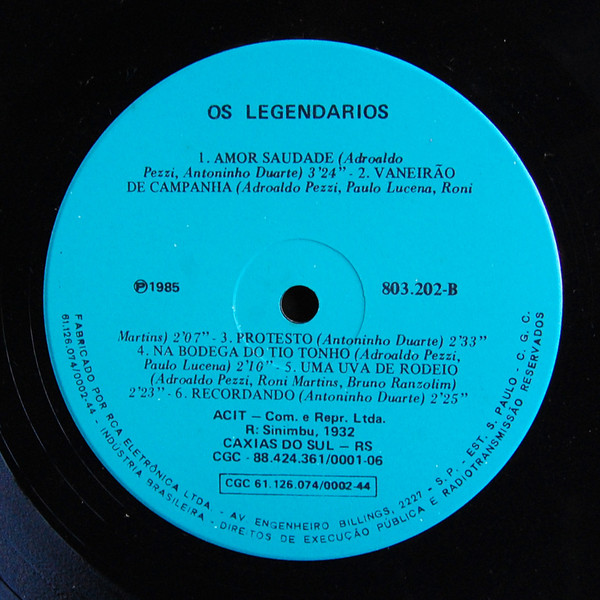 OS LEGENDARIOS
1. AMOR SAUDADE (Adroaldo
Pezzi, Antoninho Duarte) 3'24" - 2. VANEIRÃO
DE CAMPANHA (Adroaldo Pezzi, Paulo Lucena, Roni
Ⓟ1985
803.202-B
Martins) 2'07" - 3. PROTESTO (Antoninho Duarte) 2'33"
4. NA BODEGA DO TIO TONHO (Adroaldo Pezzi,
Paulo Lucena) 2'10" - 5. UMA UVA DE RODEIO
(Adroaldo Pezzi, Roni Martins, Bruno Ranzolim)
2'23" - 6. RECORDANDO (Antoninho Duarte) 2'25"
ACIT – Com. e Repr. Ltda.
R: Sinimbu, 1932
CAXIAS DO SUL – RS
CGC - 88.424.361/0001-06
CGC 61.126.074/0002-44
FABRICADO POR RCA ELETRÔNICA LTDA. - AV ENGENHEIRO BILLINGS, 2227 - S.P. - EST. S. PAULO - C. G. C.
61.126.074/0002-44 - INDÚSTRIA BRASILEIRA - DIREITOS DE EXECUÇÃO PÚBLICA E RADIOTRANSMISSÃO RESERVADOS